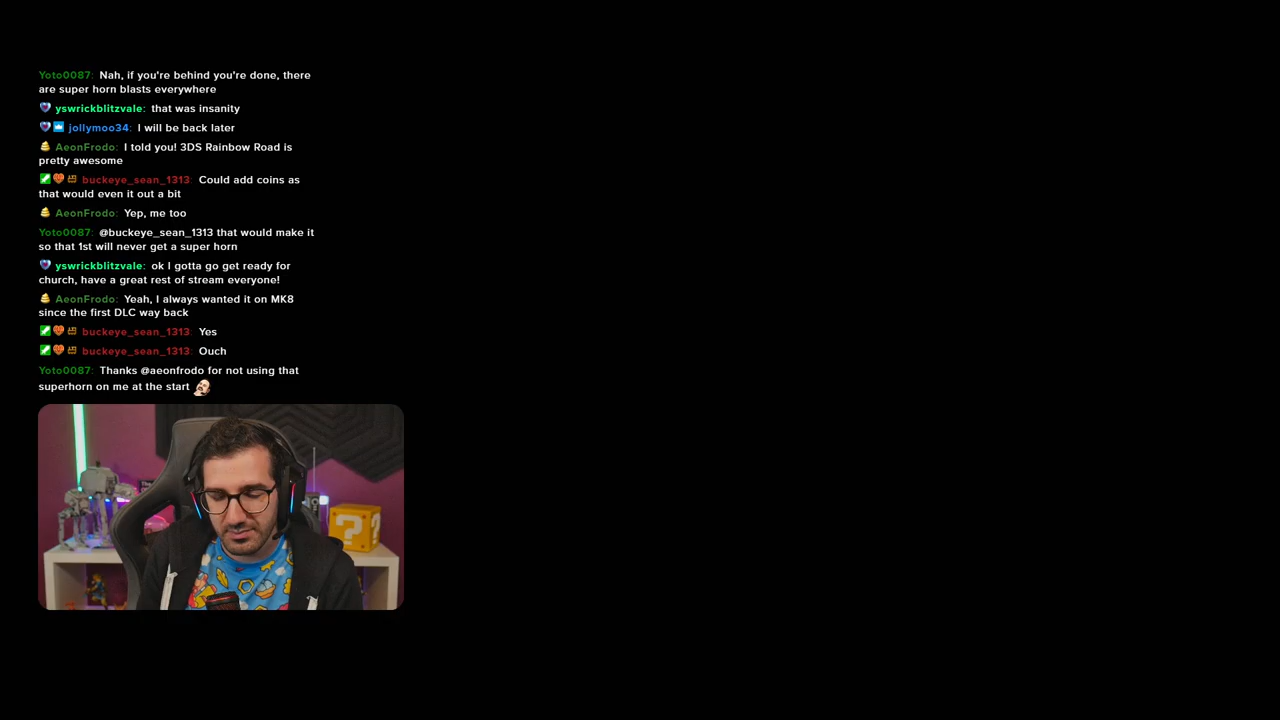 Yoto0087: Nah, if you're behind you're done, there
are super horn blasts everywhere
yswrickblitzvale: that was insanity
jollymoo34: I will be back later
AeonFrodo: I told you! 3DS Rainbow Road is
pretty awesome
buckeye_sean_1313: Could add coins as
that would even it out a bit
AeonFrodo: Yep, me too
Yoto0087: @buckeye_sean_1313 that would make it
so that 1st will never get a super horn
yswrickblitzvale: ok I gotta go get ready for
church, have a great rest of stream everyone!
AeonFrodo: Yeah, I always wanted it on MK8
since the first DLC way back
buckeye_sean_1313: Yes
buckeye_sean_1313: Ouch
Yoto0087: Thanks @aeonfrodo for not using that
superhorn on me at the start
?